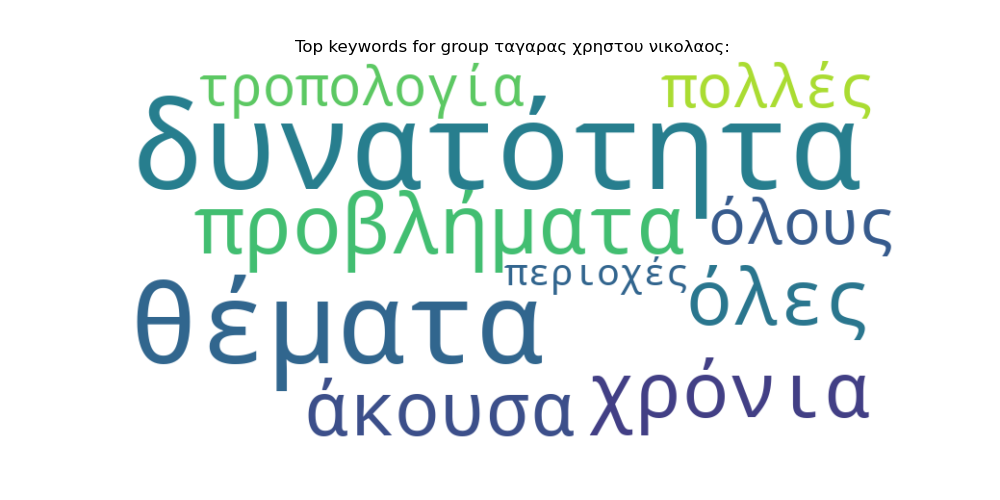 Top keywords for group ταγαρας χρηστου νικολαος:
τροπολογία πολλές
δυνατότητα
προβλήματα όλους
περιοχές
θέματα όλες
άκουσα χρόνια